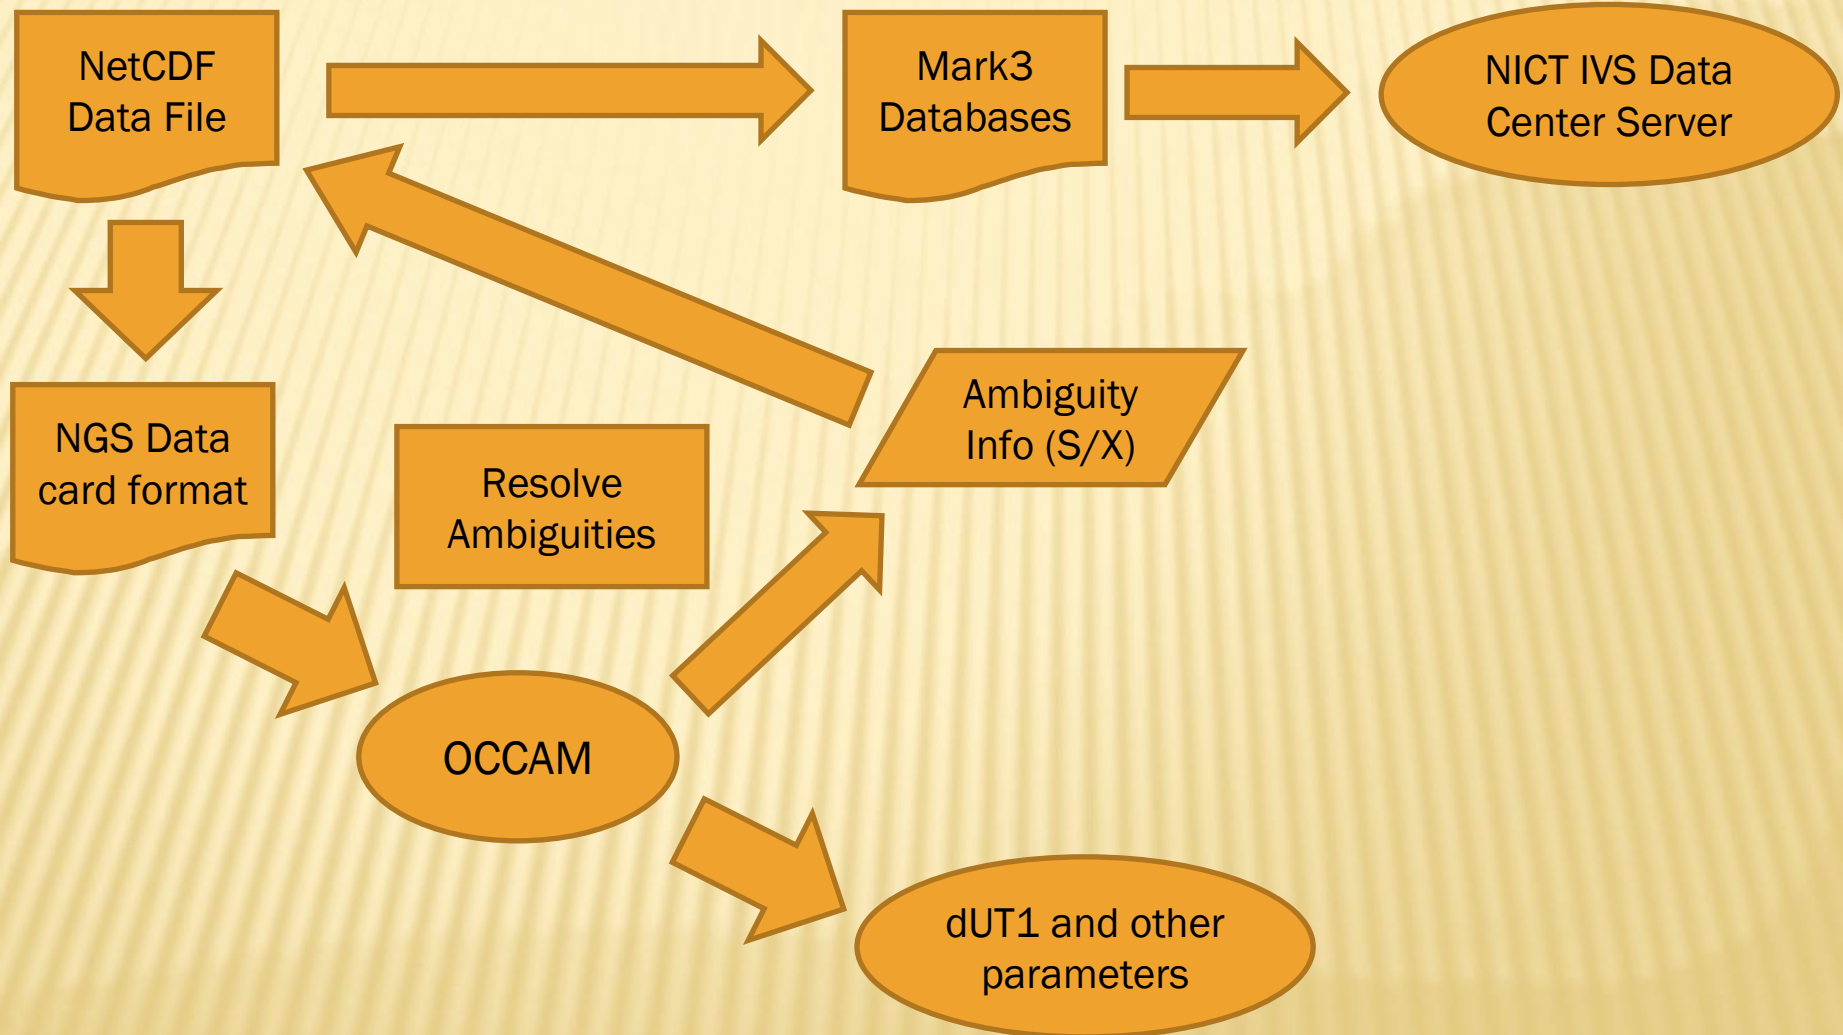 NetCDF
Data File
Mark3
Databases
NICT IVS Data
Center Server
Ambiguity
Info (S/X)
NGS Data
card format
Resolve
Ambiguities
OCCAM
dUT1 and other
parameters